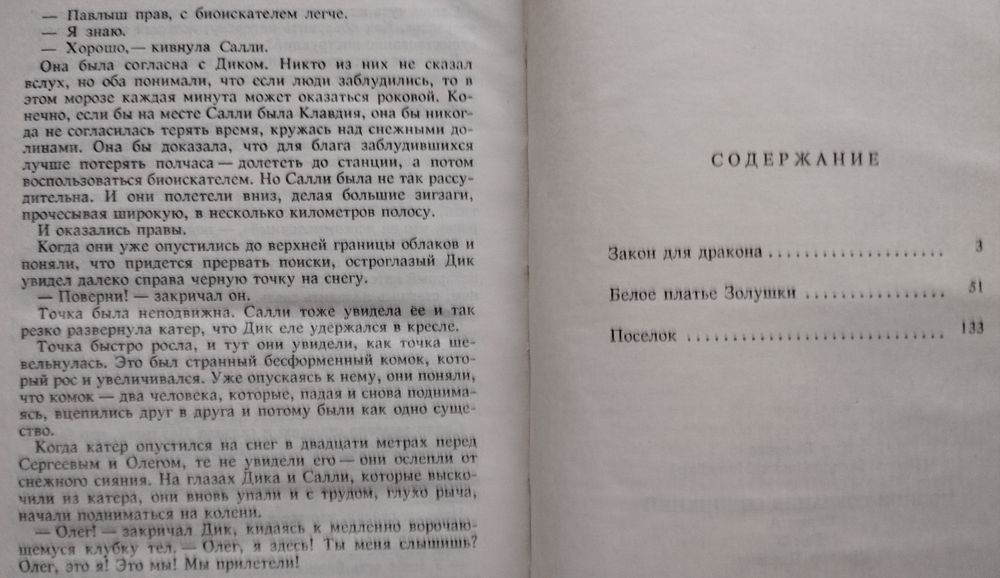 — Павлыш прав, с биоискателем легче.
— Я знаю.
— Хорошо,— кивнула Салли.
Она была согласна с Диком. Никто из них не сказал
вслух, но оба понимали, что если люди заблудились, то в
этом морозе каждая минута может оказаться роковой. Ко-
нечно, если бы на месте Салли была Клавдия, она бы никог-
да не согласилась терять время, кружась над снежными до-
линами. Она бы доказала, что для блага заблудившихся
лучше потерять полчаса — долететь до станции, а потом
воспользоваться биоискателем. Но Салли была не так рассу-
дительна. И они полетели вниз, делая большие зигзаги,
прочесывая широкую, в несколько километров полосу.
И оказались правы.
Когда они уже опустились до верхней границы облаков и
поняли, что придется прервать поиски, остроглазый Дик
увидел далеко справа черную точку на снегу.
— Поверни! — закричал он.
Точка была неподвижна. Салли тоже увидела ее и так
резко развернула катер, что Дик еле удержался в кресле.
Точка быстро росла, и тут они увидели, как точка ше-
вельнулась. Это был странный бесформенный комок, кото-
рый рос и увеличивался. Уже опускаясь к нему, они поняли,
что комок — два человека, которые, падая и снова поднима-
ясь, вцепились друг в друга и потому были как одно суще-
ство.
Когда катер опустился на снег в двадцати метрах перед
Сергеевым и Олегом, те не увидели его — они ослепли от
снежного сияния. На глазах Дика и Салли, которые выско-
чили из катера, они вновь упали и с трудом, глухо рыча,
начали подниматься на колени.
— Олег! — закричал Дик, кидаясь к медленно ворочаю-
щемуся клубку тел.— Олег, я здесь! Ты меня слышишь?
Олег, это я! Это мы! Мы прилетели!
СОДЕРЖАНИЕ
Закон для дракона . . . . . . . . . . . . . . . . . 3
Белое платье Золушки . . . . . . . . . . . . . . 51
Поселок . . . . . . . . . . . . . . . . . . . . . . . . . 133